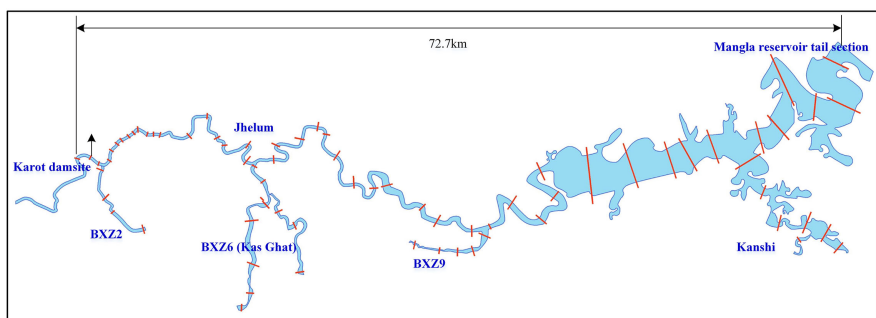 72.7km
Mangla reservoir tail section
Jhelum
Karot damsite
BXZ2
BXZ6 (Kas Ghat)
BXZ9
Kanshi